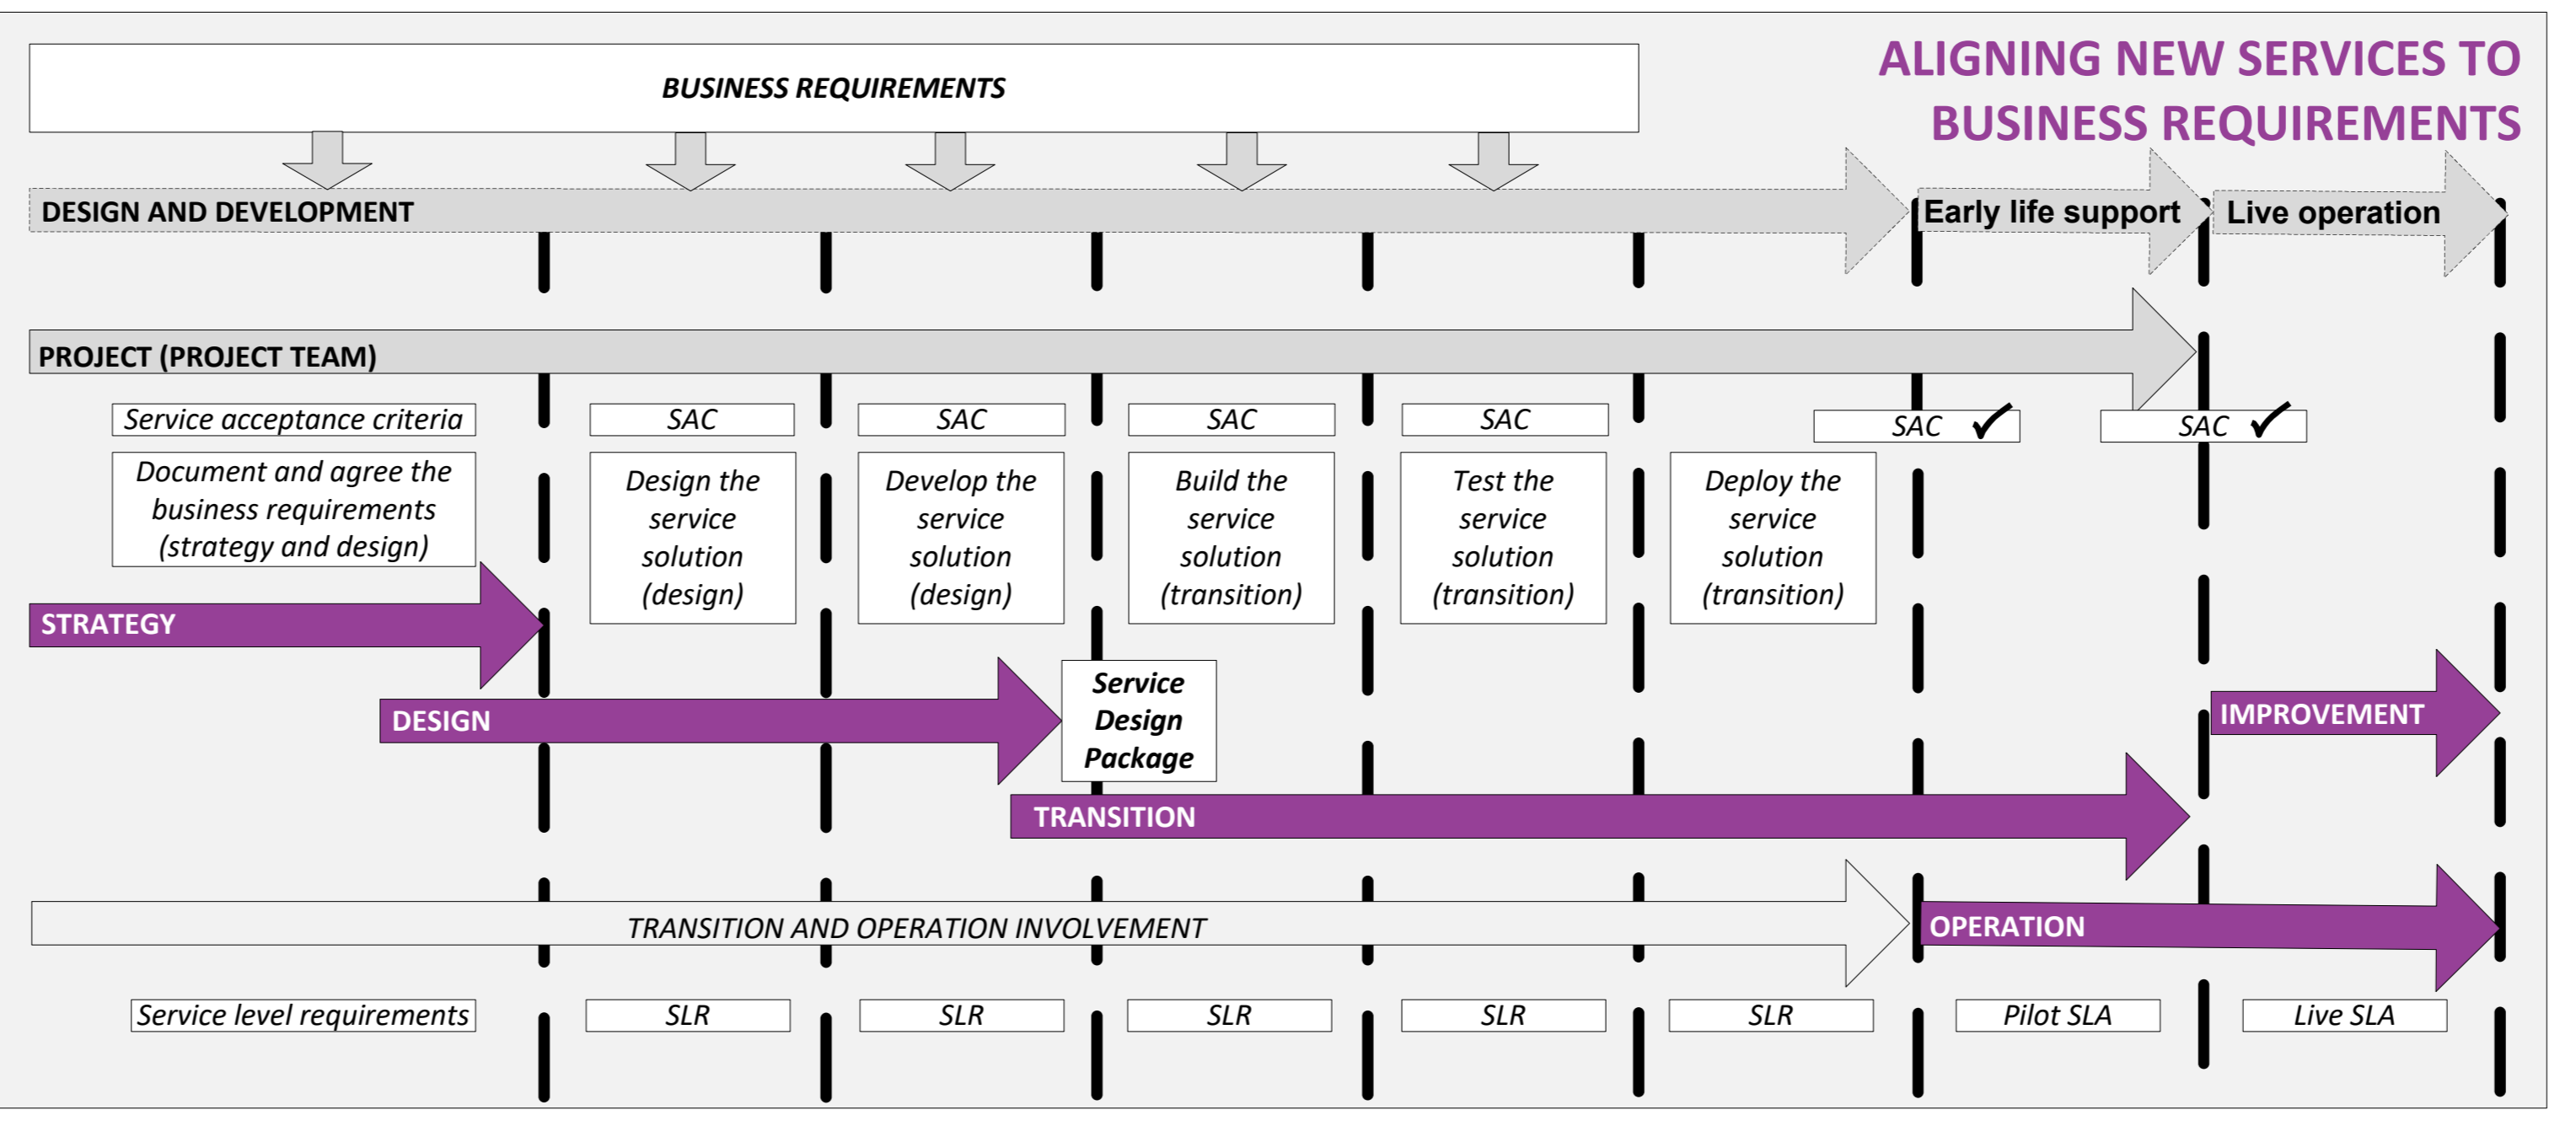 ALIGNING NEW SERVICES TO
BUSINESS REQUIREMENTS
BUSINESS REQUIREMENTS
DESIGN AND DEVELOPMENT
Early life support
Live operation
PROJECT (PROJECT TEAM)
Service acceptance criteria
SAC
SAC
SAC
SAC
SAC ✓
SAC ✓
Document and agree the
business requirements
(strategy and design)
Design the
service
solution
(design)
Develop the
service
solution
(design)
Build the
service
solution
(transition)
Test the
service
solution
(transition)
Deploy the
service
solution
(transition)
STRATEGY
DESIGN
Service
Design
Package
IMPROVEMENT
TRANSITION
TRANSITION AND OPERATION INVOLVEMENT
OPERATION
Service level requirements
SLR
SLR
SLR
SLR
SLR
Pilot SLA
Live SLA